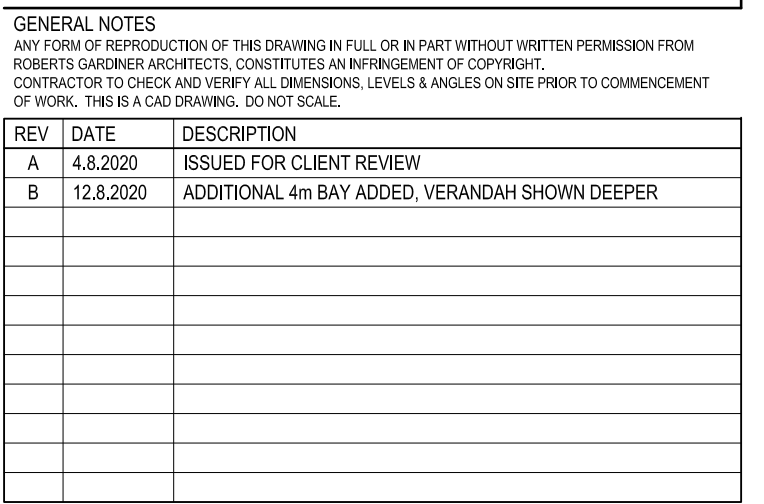 GENERAL NOTES
ANY FORM OF REPRODUCTION OF THIS DRAWING IN FULL OR IN PART WITHOUT WRITTEN PERMISSION FROM
ROBERTS GARDINER ARCHITECTS, CONSTITUTES AN INFRINGEMENT OF COPYRIGHT.
CONTRACTOR TO CHECK AND VERIFY ALL DIMENSIONS, LEVELS & ANGLES ON SITE PRIOR TO COMMENCEMENT
OF WORK. THIS IS A CAD DRAWING. DO NOT SCALE.
REV DATE DESCRIPTION
A 4.8.2020 ISSUED FOR CLIENT REVIEW
B 12.8.2020 ADDITIONAL 4m BAY ADDED, VERANDAH SHOWN DEEPER